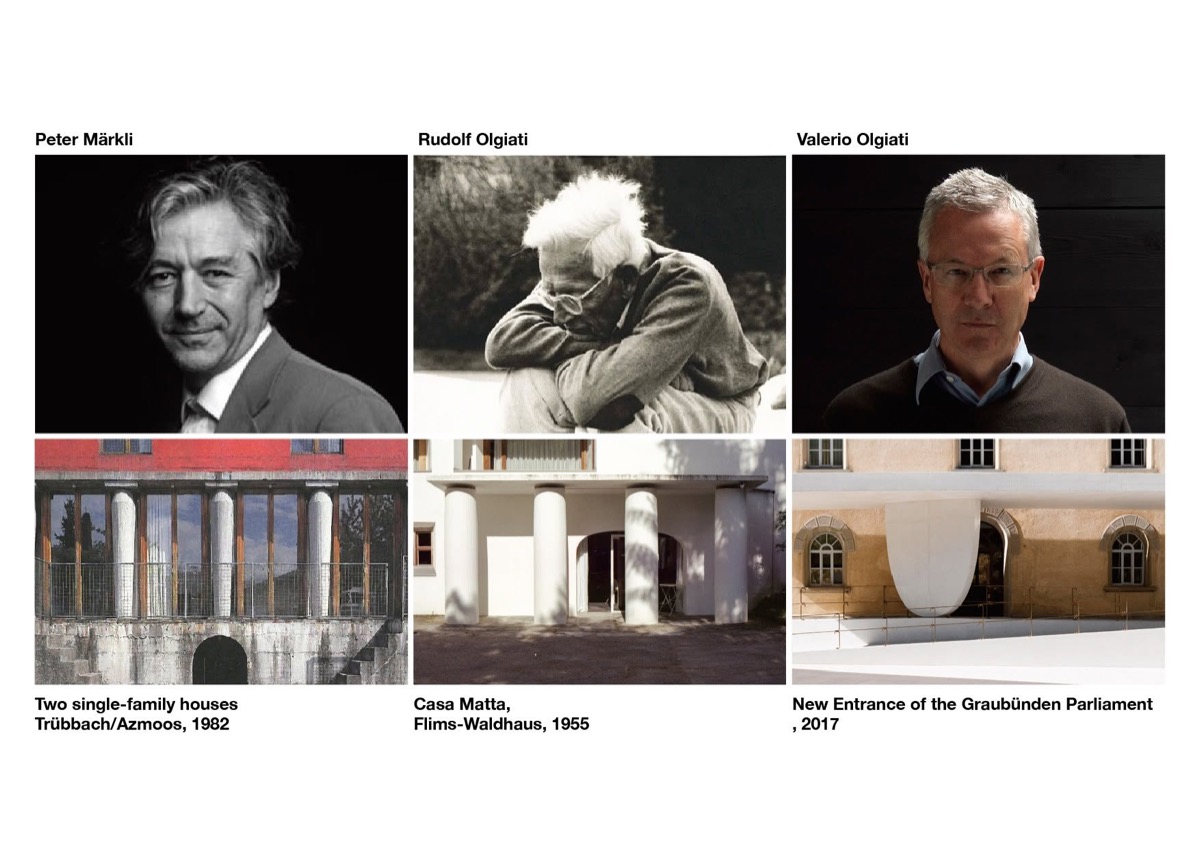 Peter Märkli
Rudolf Olgiati
Valerio Olgiati
Two single-family houses
Trübbach/Azmoos, 1982
Casa Matta,
Flims-Waldhaus, 1955
New Entrance of the Graubünden Parliament
, 2017